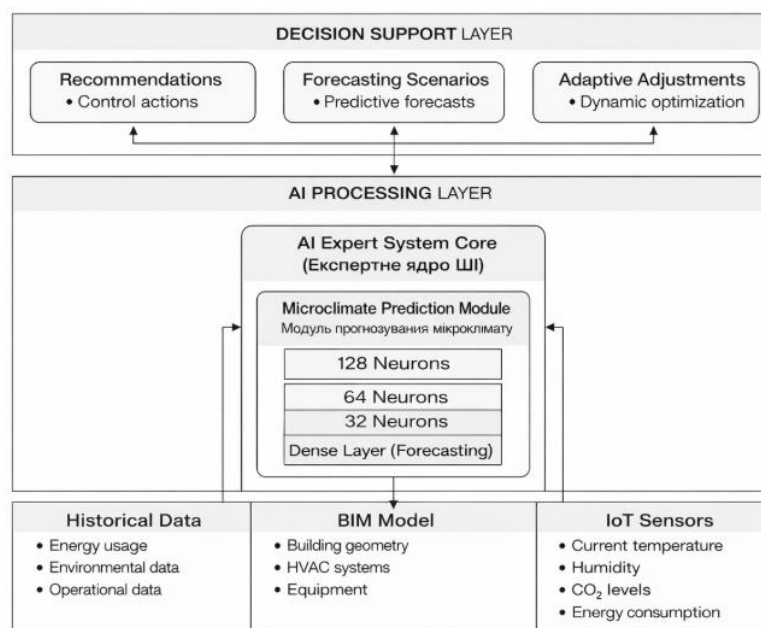 DECISION SUPPORT LAYER
Recommendations
• Control actions
Forecasting Scenarios
• Predictive forecasts
Adaptive Adjustments
• Dynamic optimization
AI PROCESSING LAYER
AI Expert System Core
(Експертне ядро ШІ)
Microclimate Prediction Module
Модуль прогнозування мікроклімату
128 Neurons
64 Neurons
32 Neurons
Dense Layer (Forecasting)
Historical Data
• Energy usage
• Environmental data
• Operational data
BIM Model
• Building geometry
• HVAC systems
• Equipment
IoT Sensors
• Current temperature
• Humidity
• CO₂ levels
• Energy consumption